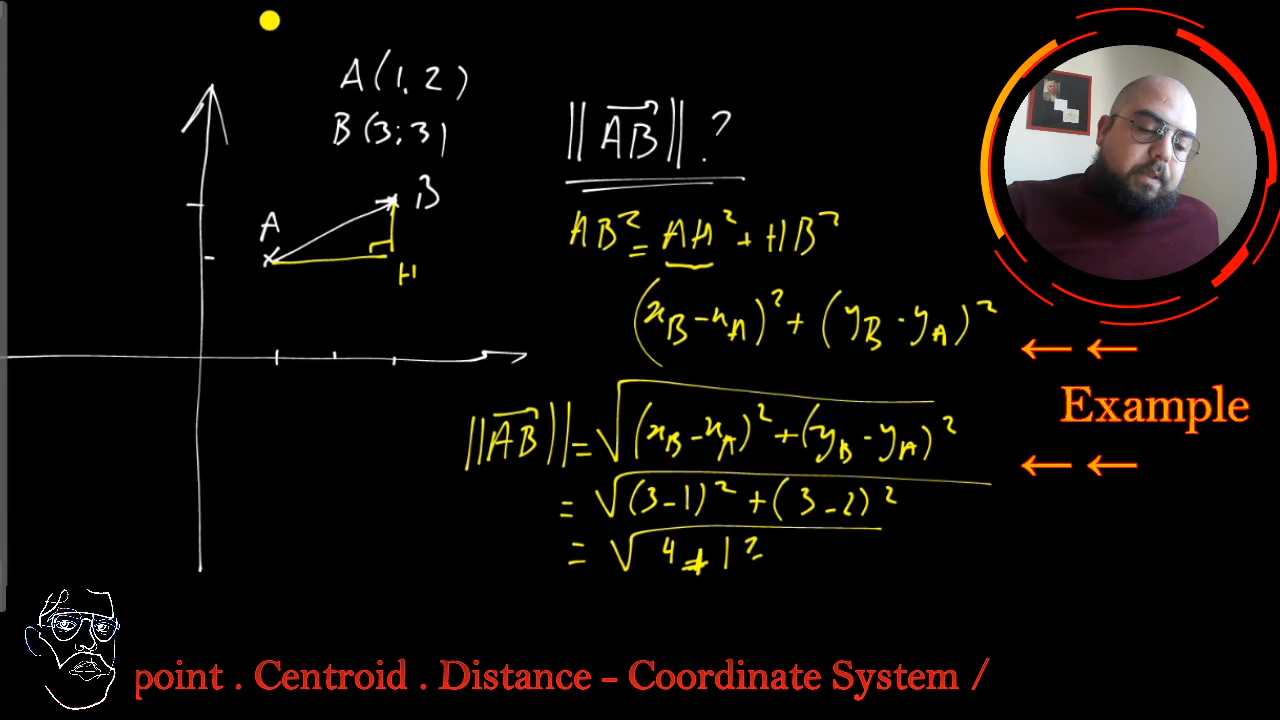 A(1,2)
B(3;3)
A
B
H
||AB||?
AB²=AH²+HB²
(xB-xA)²+(yB-yA)²
||AB||=√(xB-xA)²+(yB-yA)²
=√(3-1)²+(3-2)²
=√4+1²
←← 
Example
←←
point . Centroid . Distance – Coordinate System /